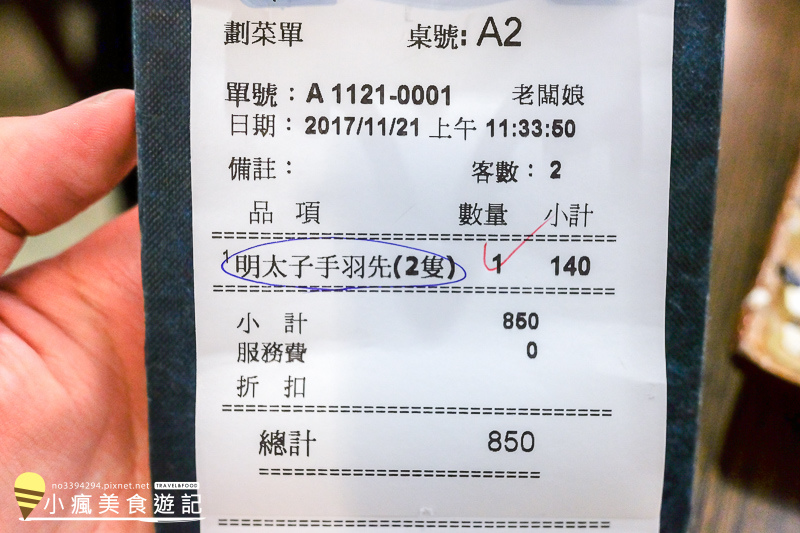 劃菜單 桌號: A2
單號：A 1121-0001 老闆娘
日期：2017/11/21 上午 11:33:50
備註： 客數：2
品 項 數量 小計
1 明太子手羽先(2隻) 1 140
小 計 850
服務費 0
折 扣
總計 850
no3394294.pixnet.net TRAVEL&FOOD
小瘋美食遊記